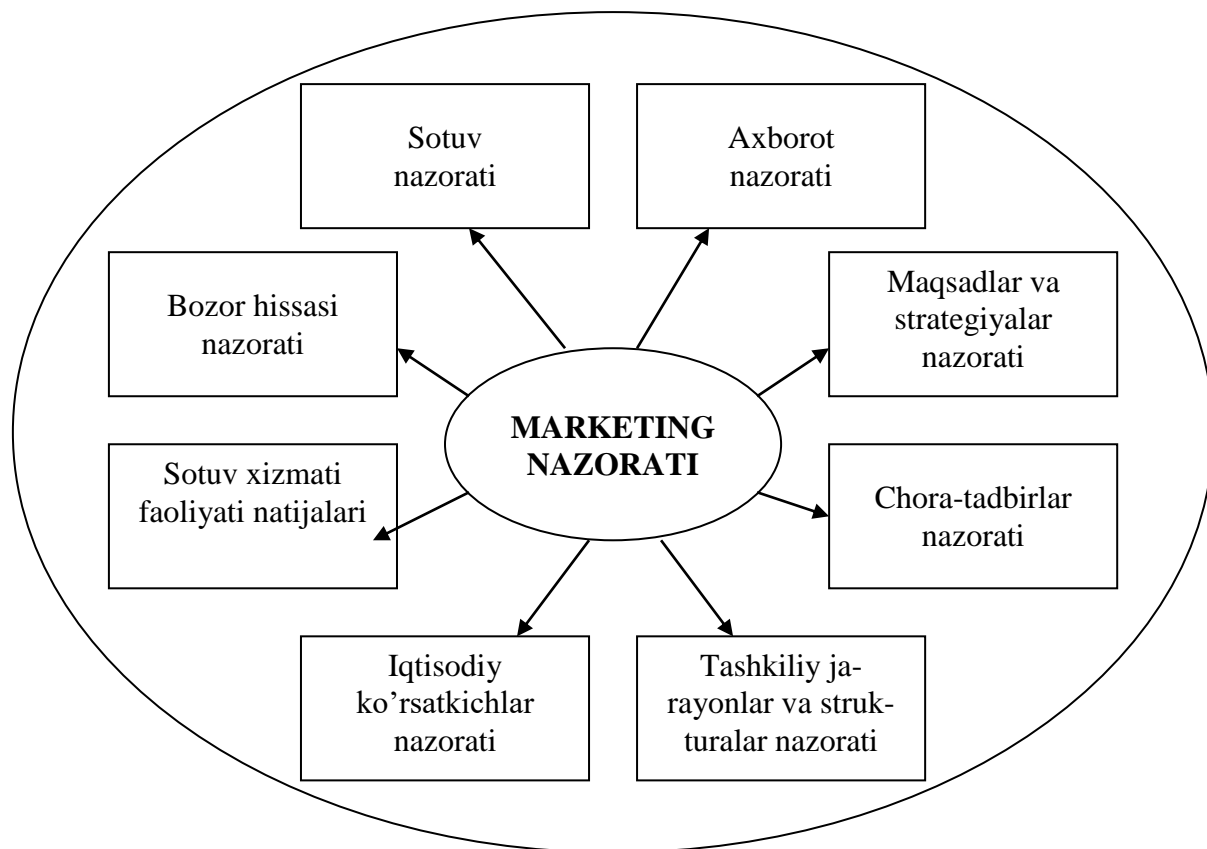 Sotuv
nazorati
Axborot
nazorati
Bozor hissasi
nazorati
Maqsadlar va
strategiyalar
nazorati
MARKETING
NAZORATI
Sotuv xizmati
faoliyati natijalari
Chora-tadbirlar
nazorati
Iqtisodiy
ko’rsatkichlar
nazorati
Tashkiliy ja-
rayonlar va struk-
turalar nazorati